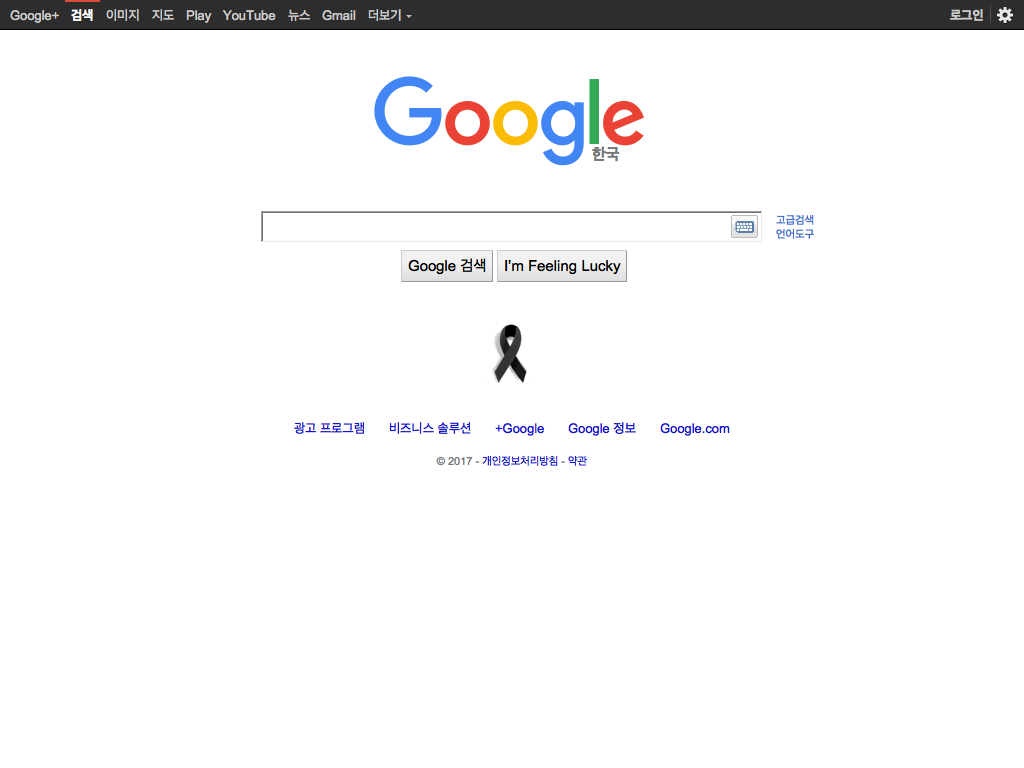 Google+ 검색 이미지 지도 Play YouTube 뉴스 Gmail 더보기 로그인
Google
한국
고급검색
언어도구
Google 검색 I'm Feeling Lucky
광고 프로그램 비즈니스 솔루션 +Google Google 정보 Google.com
© 2017 - 개인정보처리방침 - 약관